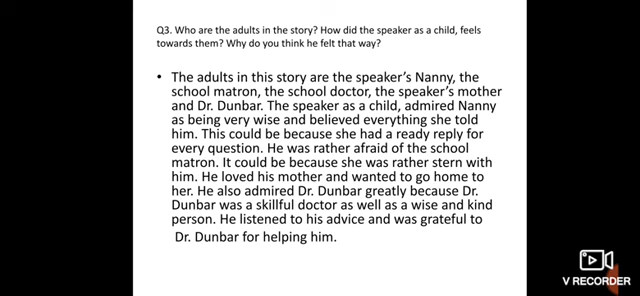 Q3. Who are the adults in the story? How did the speaker as a child, feels
towards them? Why do you think he felt that way?
• The adults in this story are the speaker's Nanny, the
school matron, the school doctor, the speaker's mother
and Dr. Dunbar. The speaker as a child, admired Nanny
as being very wise and believed everything she told
him. This could be because she had a ready reply for
every question. He was rather afraid of the school
matron. It could be because she was rather stern with
him. He loved his mother and wanted to go home to
her. He also admired Dr. Dunbar greatly because Dr.
Dunbar was a skillful doctor as well as a wise and kind
person. He listened to his advice and was grateful to
Dr. Dunbar for helping him.
V RECORDER